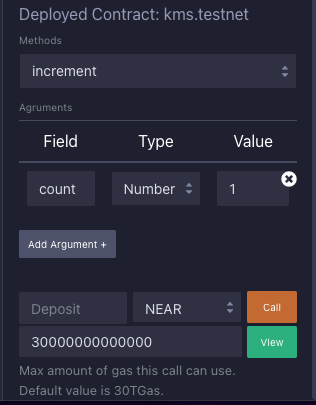 Deployed Contract: kms.testnet
Methods
increment
Agruments
Field Type Value
count Number 1
Add Argument +
Deposit NEAR Call
30000000000000 View
Max amount of gas this call can use.
Default value is 30TGas.